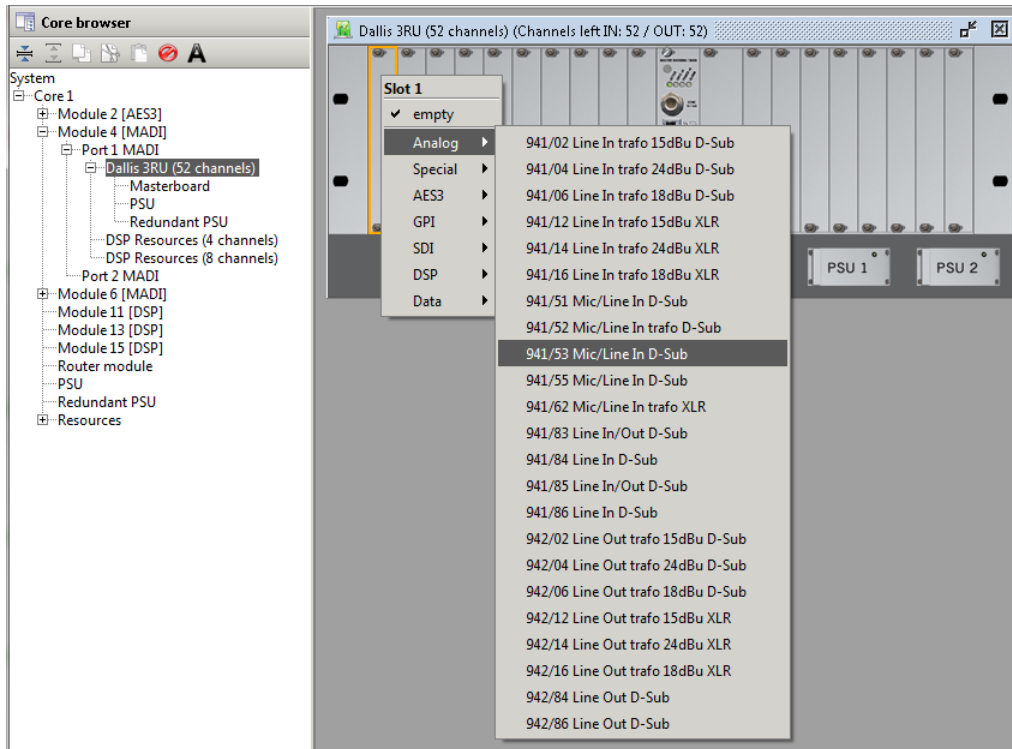 Core browser
A
System
Core 1
Module 2 [AES3]
Module 4 [MADI]
Port 1 MADI
Dallis 3RU (52 channels)
Masterboard
PSU
Redundant PSU
DSP Resources (4 channels)
DSP Resources (8 channels)
Port 2 MADI
Module 6 [MADI]
Module 11 [DSP]
Module 13 [DSP]
Module 15 [DSP]
Router module
PSU
Redundant PSU
Resources
Dallis 3RU (52 channels) (Channels left IN: 52 / OUT: 52)
Slot 1
empty
Analog
Special
AES3
GPI
SDI
DSP
Data
941/02 Line In trafo 15dBu D-Sub
941/04 Line In trafo 24dBu D-Sub
941/06 Line In trafo 18dBu D-Sub
941/12 Line In trafo 15dBu XLR
941/14 Line In trafo 24dBu XLR
941/16 Line In trafo 18dBu XLR
941/51 Mic/Line In D-Sub
941/52 Mic/Line In trafo D-Sub
941/53 Mic/Line In D-Sub
941/55 Mic/Line In D-Sub
941/62 Mic/Line In trafo XLR
941/83 Line In/Out D-Sub
941/84 Line In D-Sub
941/85 Line In/Out D-Sub
941/86 Line In D-Sub
942/02 Line Out trafo 15dBu D-Sub
942/04 Line Out trafo 24dBu D-Sub
942/06 Line Out trafo 18dBu D-Sub
942/12 Line Out trafo 15dBu XLR
942/14 Line Out trafo 24dBu XLR
942/16 Line Out trafo 18dBu XLR
942/84 Line Out D-Sub
942/86 Line Out D-Sub
PSU 1
PSU 2